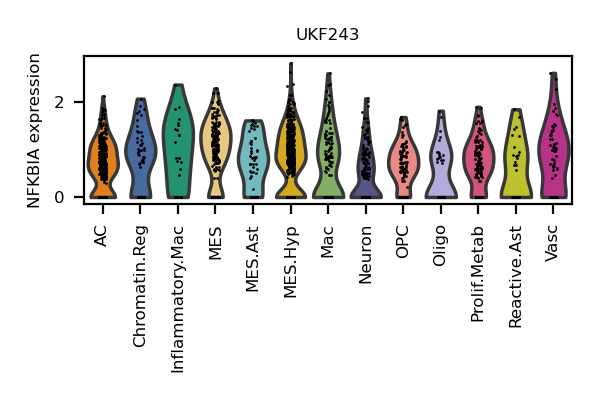 UKF243
NFKBIA expression
2
0
AC
Chromatin.Reg
Inflammatory.Mac
MES
MES.Ast
MES.Hyp
Mac
Neuron
OPC
Oligo
Prolif.Metab
Reactive.Ast
Vasc